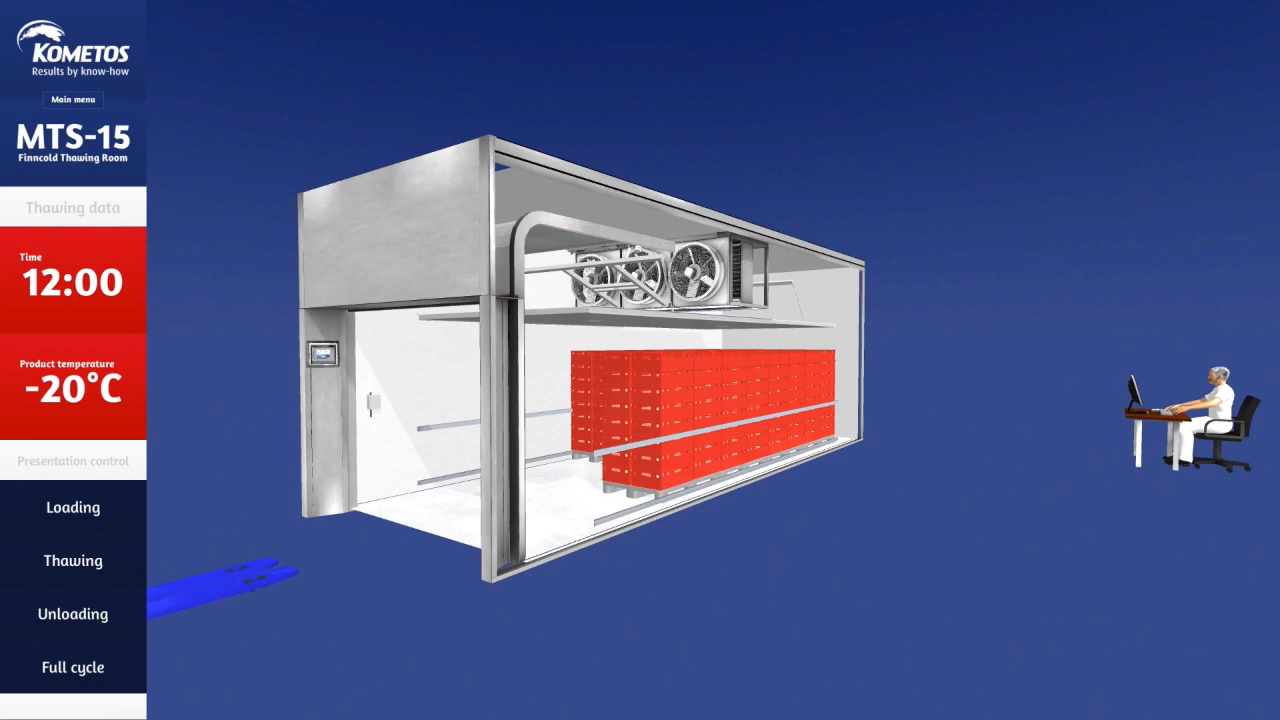 KOMETOS
Results by know-how
Main menu
MTS-15
Finncold Thawing Room
Thawing data
Time
12:00
Product temperature
-20°C
Presentation control
Loading
Thawing
Unloading
Full cycle